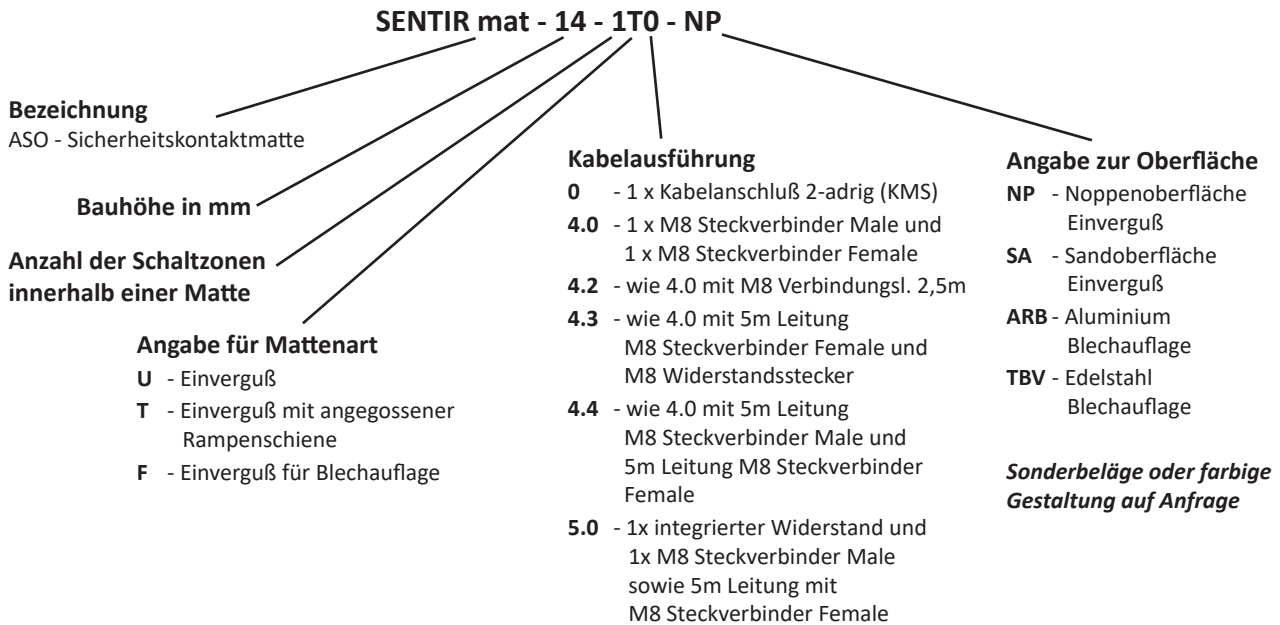 SENTIR mat - 14 - 1T0 - NP
Bezeichnung
ASO - Sicherheitskontaktmatte
Bauhöhe in mm
Anzahl der Schaltzonen
innerhalb einer Matte
Angabe für Mattenart
U - Einverguß
T - Einverguß mit angegossener
Rampenschiene
F - Einverguß für Blechauflage
Kabelausführung
0 - 1 x Kabelanschluß 2-adrig (KMS)
4.0 - 1 x M8 Steckverbinder Male und
1 x M8 Steckverbinder Female
4.2 - wie 4.0 mit M8 Verbindungsl. 2,5m
4.3 - wie 4.0 mit 5m Leitung
M8 Steckverbinder Female und
M8 Widerstandsstecker
4.4 - wie 4.0 mit 5m Leitung
M8 Steckverbinder Male und
5m Leitung M8 Steckverbinder
Female
5.0 - 1x integrierter Widerstand und
1x M8 Steckverbinder Male
sowie 5m Leitung mit
M8 Steckverbinder Female
Angabe zur Oberfläche
NP - Noppenoberfläche
Einverguß
SA - Sandoberfläche
Einverguß
ARB - Aluminium
Blechauflage
TBV - Edelstahl
Blechauflage
Sonderbeläge oder farbige
Gestaltung auf Anfrage